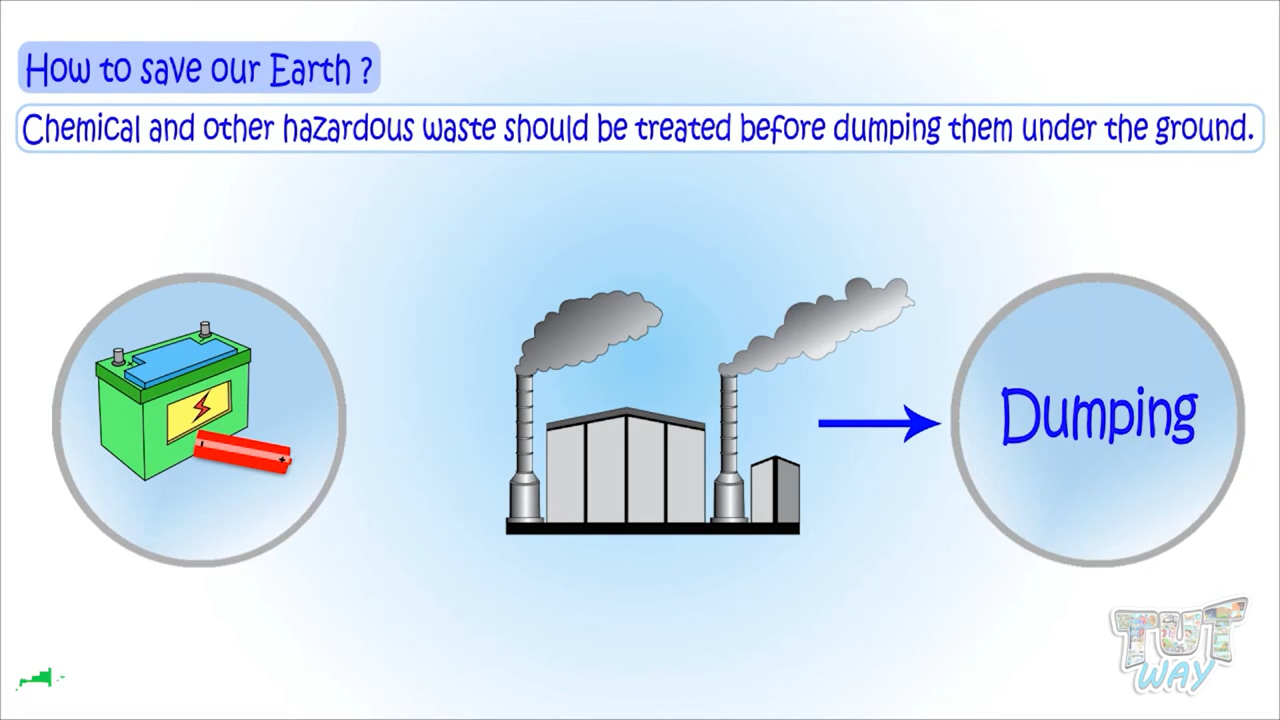 How to save our Earth ?
Chemical and other hazardous waste should be treated before dumping them under the ground.
Dumping
TUT
WAY